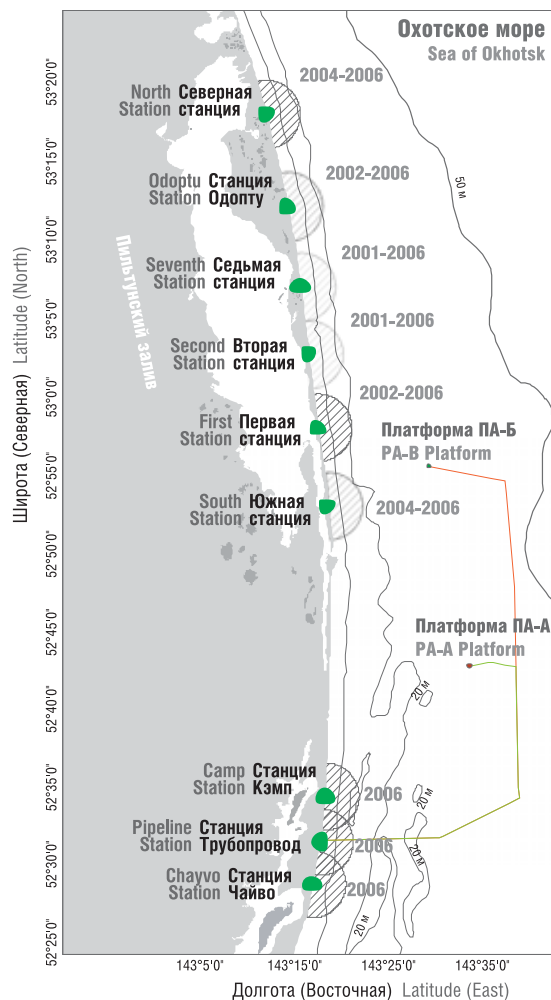 Охотское море
Sea of Okhotsk
2004-2006
North Северная
Station станция
2002-2006
Odoptu Станция
Station Одопту
50 м
2001-2006
Seventh Седьмая
Station станция
2001-2006
Second Вторая
Station станция
Пильтунский залив
2002-2006
First Первая
Station станция
Платформа ПА-Б
PA-B Platform
South Южная
Station станция
2004-2006
Платформа ПА-А
PA-A Platform
20 м
Camp Станция
Station Кэмп
2006
20 м
Pipeline Станция
Station Трубопровод
2006
Chayvo Станция
Station Чайво
2006
20 м
Широта (Северная) Latitude (North)
53°20'0"
53°15'0"
53°10'0"
53°5'0"
53°0'0"
52°55'0"
52°50'0"
52°45'0"
52°40'0"
52°35'0"
52°30'0"
52°25'0"
143°5'0"
143°15'0"
143°25'0"
143°35'0"
Долгота (Восточная) Latitude (East)